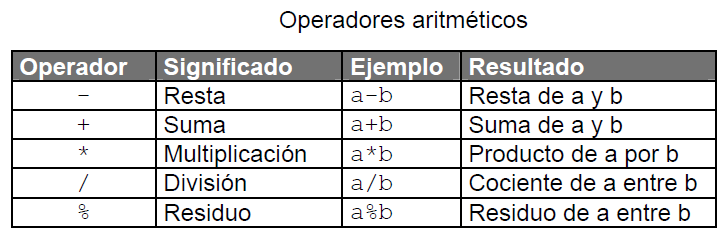 Operadores aritméticos
Operador Significado Ejemplo Resultado
- Resta a-b Resta de a y b
+ Suma a+b Suma de a y b
* Multiplicación a*b Producto de a por b
/ División a/b Cociente de a entre b
% Residuo a%b Residuo de a entre b